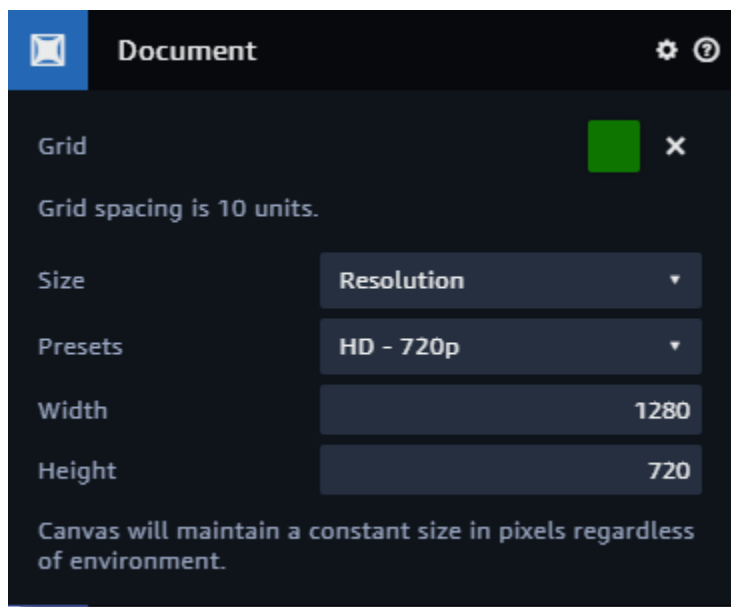 Document
Grid
Grid spacing is 10 units.
Size Resolution
Presets HD - 720p
Width 1280
Height 720
Canvas will maintain a constant size in pixels regardless
of environment.